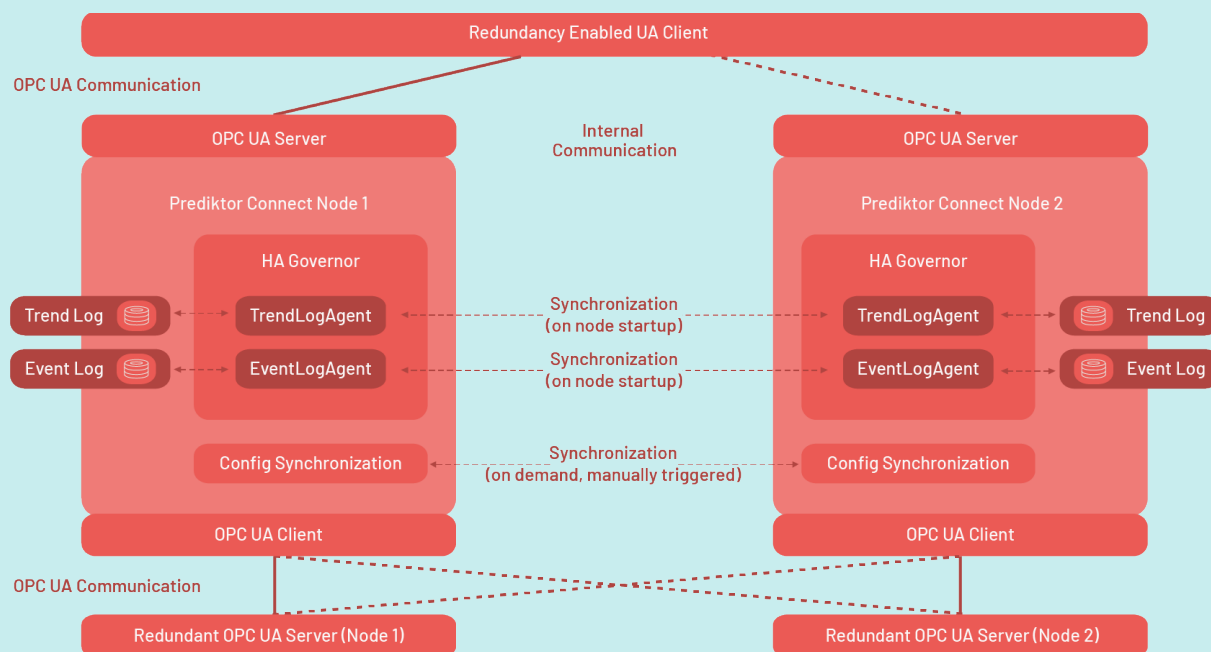 Redundancy Enabled UA Client
OPC UA Communication
OPC UA Server
Internal
Communication
OPC UA Server
Prediktor Connect Node 1
Prediktor Connect Node 2
HA Governor
HA Governor
Trend Log
TrendLogAgent
Synchronization
(on node startup)
TrendLogAgent
Trend Log
Event Log
EventLogAgent
Synchronization
(on node startup)
EventLogAgent
Event Log
Config Synchronization
Synchronization
(on demand, manually triggered)
Config Synchronization
OPC UA Client
OPC UA Client
OPC UA Communication
Redundant OPC UA Server (Node 1)
Redundant OPC UA Server (Node 2)